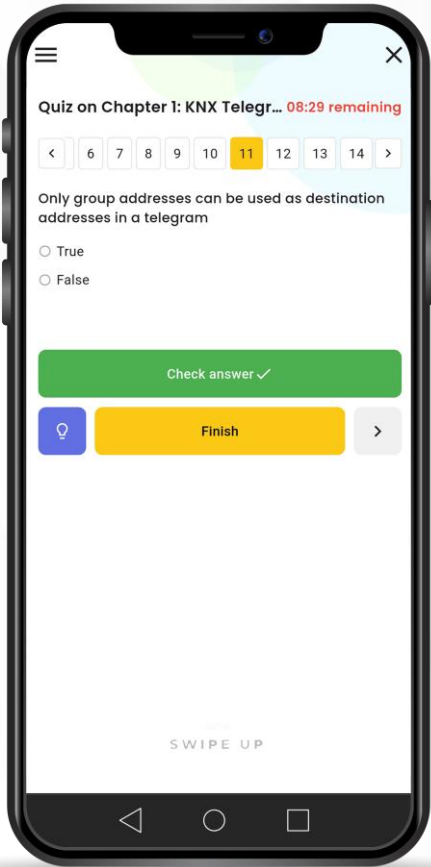 Quiz on Chapter 1: KNX Telegr... 08:29 remaining
6 7 8 9 10 11 12 13 14
Only group addresses can be used as destination
addresses in a telegram
True
False
Check answer
Finish
SWIPE UP